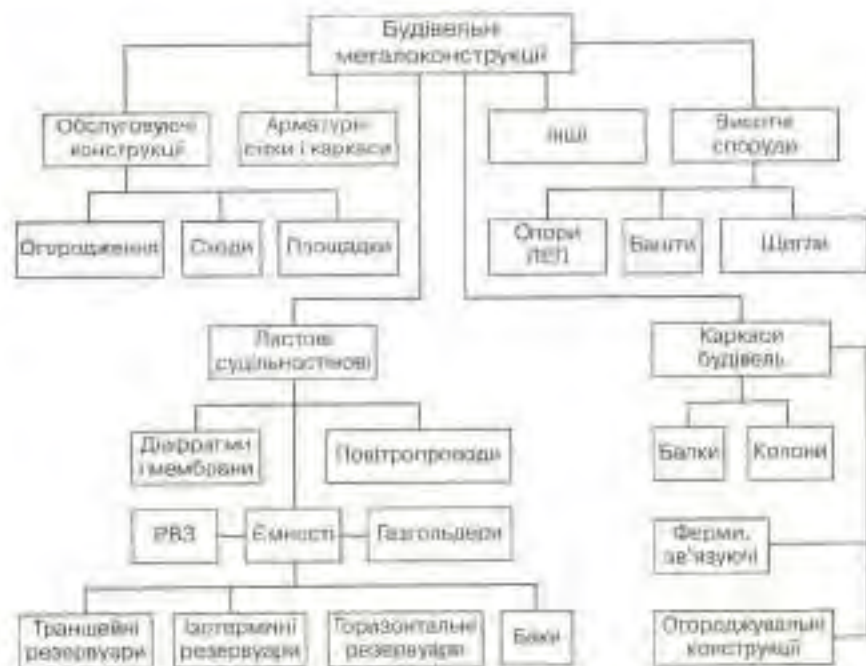 Будівельні
металоконструкції
Обслуговуючі
конструкції
Арматурні
сітки і каркаси
Інші
Висотні
споруди
Огородження
Сходи
Площадки
Опори
ЛЕП
Башти
Щогли
Листові
суцільностінові
Каркаси
будівель
Діафрагми
і мембрани
Повітропроводи
Балки
Колони
РВЗ
Ємності
Газгольдери
Ферми,
зв'язуючі
Траншейні
резервуари
Ізотермічні
резервуари
Горизонтальні
резервуари
Баки
Огороджувальні
конструкції